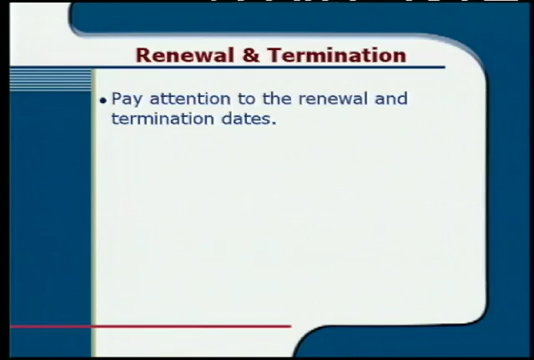 Renewal & Termination
• Pay attention to the renewal and
termination dates.